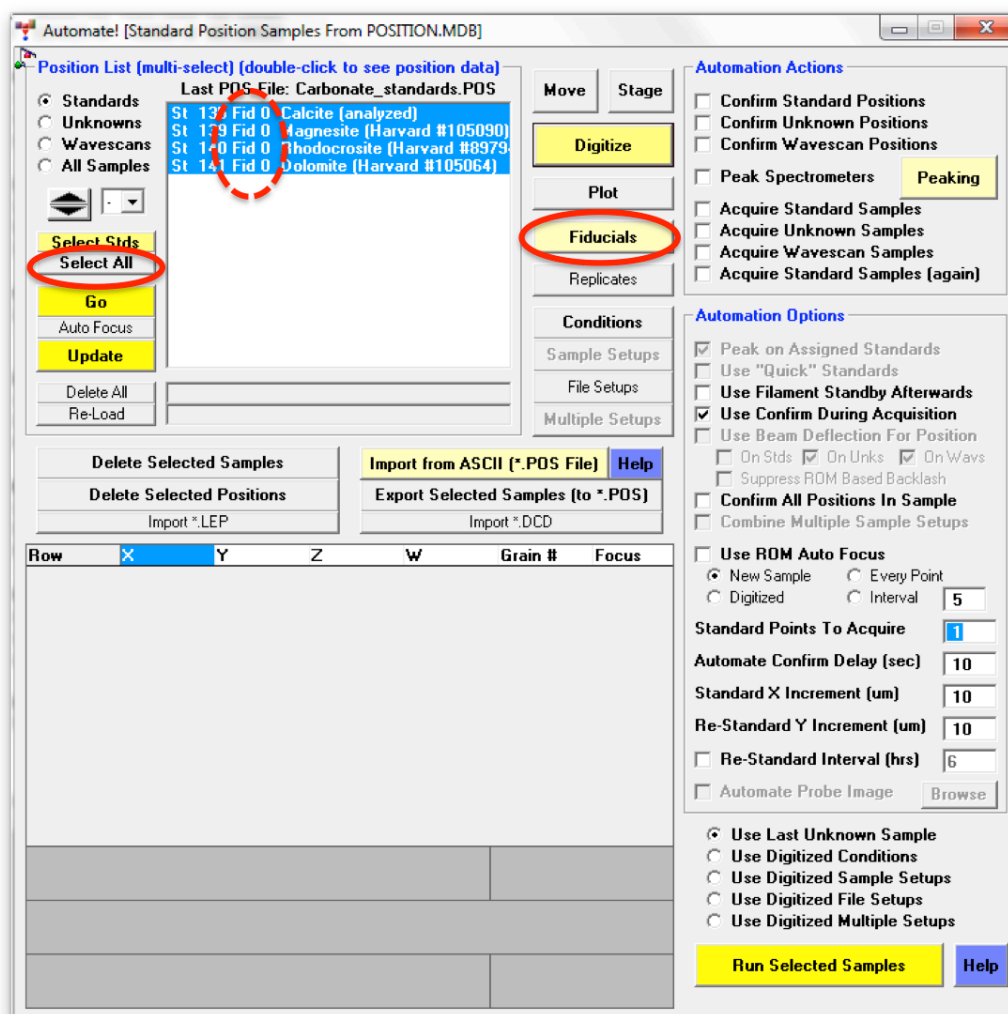 Automate! [Standard Position Samples From POSITION.MDB]
Position List (multi-select) (double-click to see position data)
Last POS File: Carbonate_standards.POS
Standards
Unknowns
Wavescans
All Samples
St 138 Fid 0 Calcite (analyzed)
St 139 Fid 0 Magnesite (Harvard #105090)
St 140 Fid 0 Rhodocrosite (Harvard #8979
St 141 Fid 0 Dolomite (Harvard #105064)
Select Stds
Select All
Go
Auto Focus
Update
Delete All
Re-Load
Move
Stage
Digitize
Plot
Fiducials
Replicates
Conditions
Sample Setups
File Setups
Multiple Setups
Delete Selected Samples
Import from ASCII (*.POS File)
Help
Delete Selected Positions
Export Selected Samples (to *.POS)
Import *.LEP
Import *.DCD
Row X Y Z W Grain # Focus
Automation Actions
Confirm Standard Positions
Confirm Unknown Positions
Confirm Wavescan Positions
Peak Spectrometers
Peaking
Acquire Standard Samples
Acquire Unknown Samples
Acquire Wavescan Samples
Acquire Standard Samples (again)
Automation Options
Peak on Assigned Standards
Use "Quick" Standards
Use Filament Standby Afterwards
Use Confirm During Acquisition
Use Beam Deflection For Position
On Stds On Unks On Wavs
Suppress ROM Based Backlash
Confirm All Positions In Sample
Combine Multiple Sample Setups
Use ROM Auto Focus
New Sample Every Point
Digitized Interval 5
Standard Points To Acquire 1
Automate Confirm Delay (sec) 10
Standard X Increment (um) 10
Re-Standard Y Increment (um) 10
Re-Standard Interval (hrs) 6
Automate Probe Image Browse
Use Last Unknown Sample
Use Digitized Conditions
Use Digitized Sample Setups
Use Digitized File Setups
Use Digitized Multiple Setups
Run Selected Samples
Help